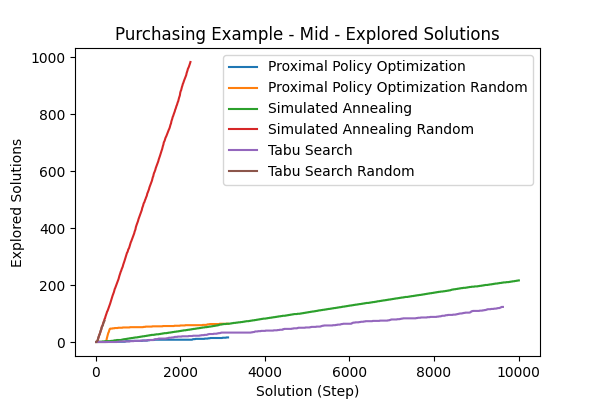 Purchasing Example - Mid - Explored Solutions
1000
800
600
400
200
0
Explored Solutions
Proximal Policy Optimization
Proximal Policy Optimization Random
Simulated Annealing
Simulated Annealing Random
Tabu Search
Tabu Search Random
0 2000 4000 6000 8000 10000
Solution (Step)